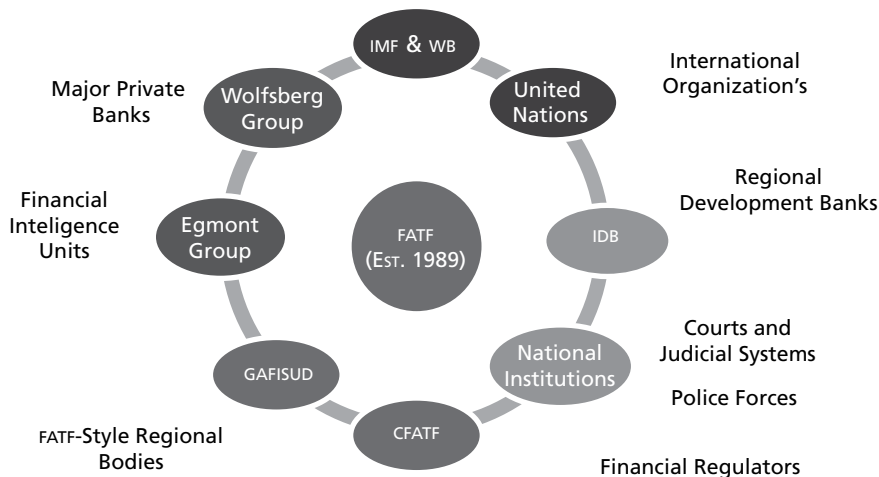 IMF & WB
International
Organization's
Major Private
Banks
Wolfsberg
Group
United
Nations
Regional
Development Banks
Financial
Inteligence
Units
Egmont
Group
FATF
(EST. 1989)
IDB
Courts and
Judicial Systems
National
Institutions
GAFISUD
Police Forces
CFATF
FATF-Style Regional
Bodies
Financial Regulators